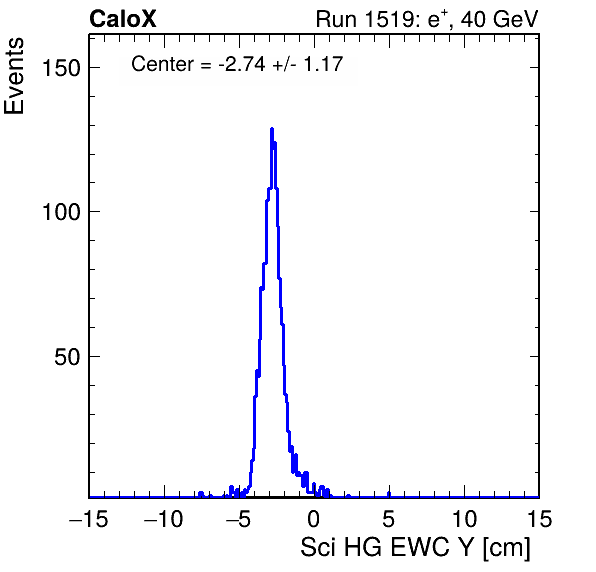 CaloX Run 1519: e⁺, 40 GeV
Center = -2.74 +/- 1.17
Events
150
100
50
−15 −10 −5 0 5 10 15
Sci HG EWC Y [cm]